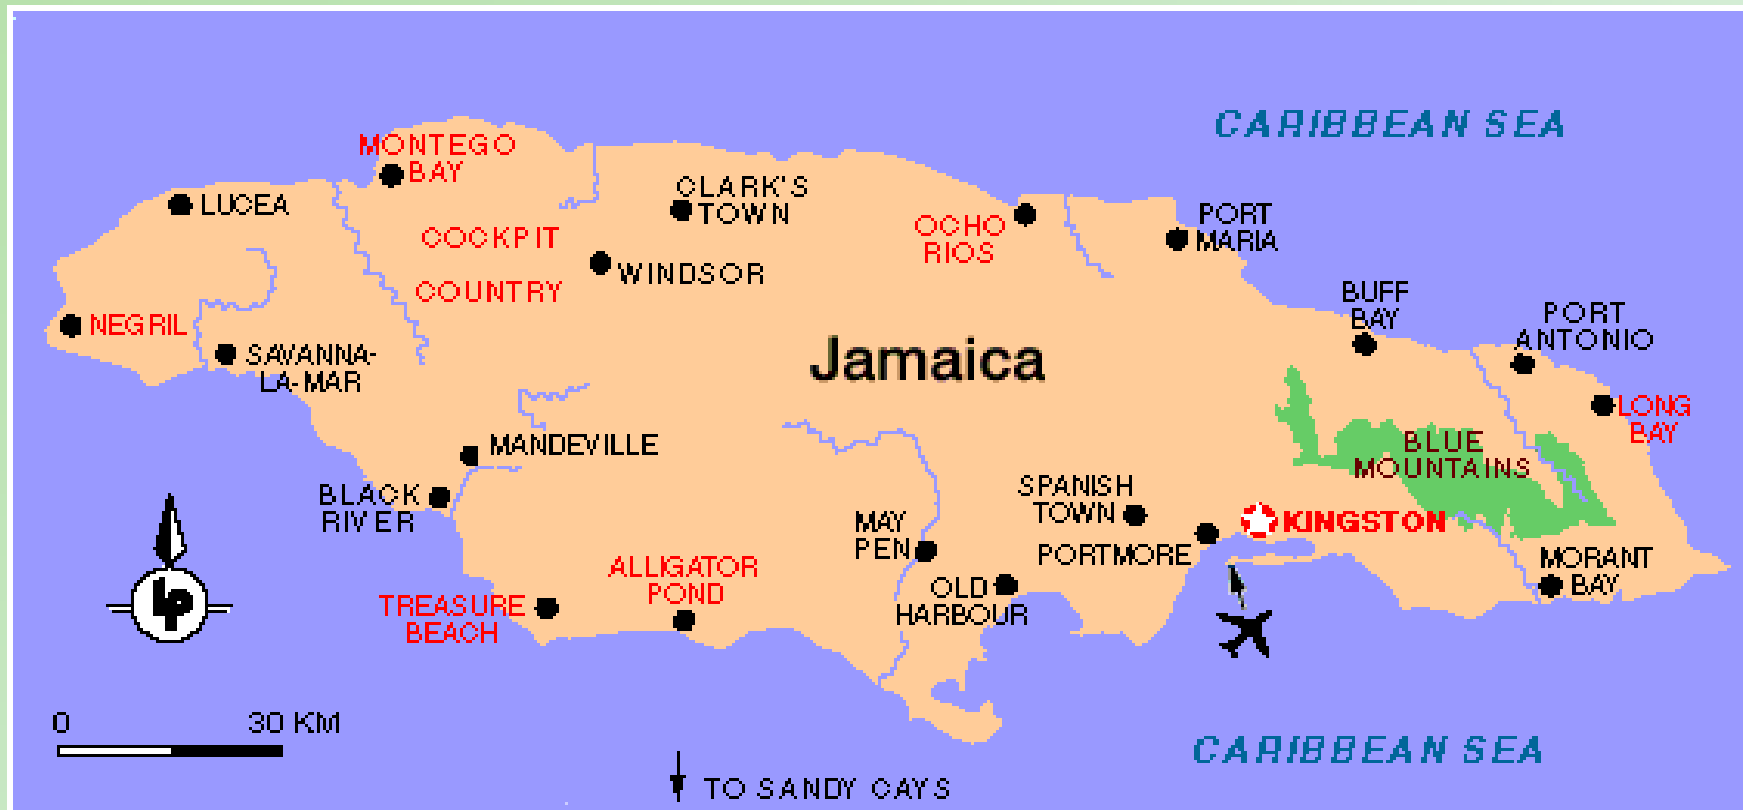 CARIBBEAN SEA
MONTEGO
BAY
CLARK'S
TOWN
LUCEA
PORT
MARIA
OCHO
RIOS
COCKPIT
COUNTRY
WINDSOR
BUFF
BAY
PORT
ANTONIO
NEGRIL
SAVANNA-
LA-MAR
Jamaica
LONG
BAY
MANDEVILLE
BLUE
MOUNTAINS
BLACK
RIVER
SPANISH
TOWN
MAY
PEN
KINGSTON
PORTMORE
ALLIGATOR
POND
OLD
HARBOUR
MORANT
BAY
TREASURE
BEACH
LP
0 30 KM
CARIBBEAN SEA
TO SANDY CAYS